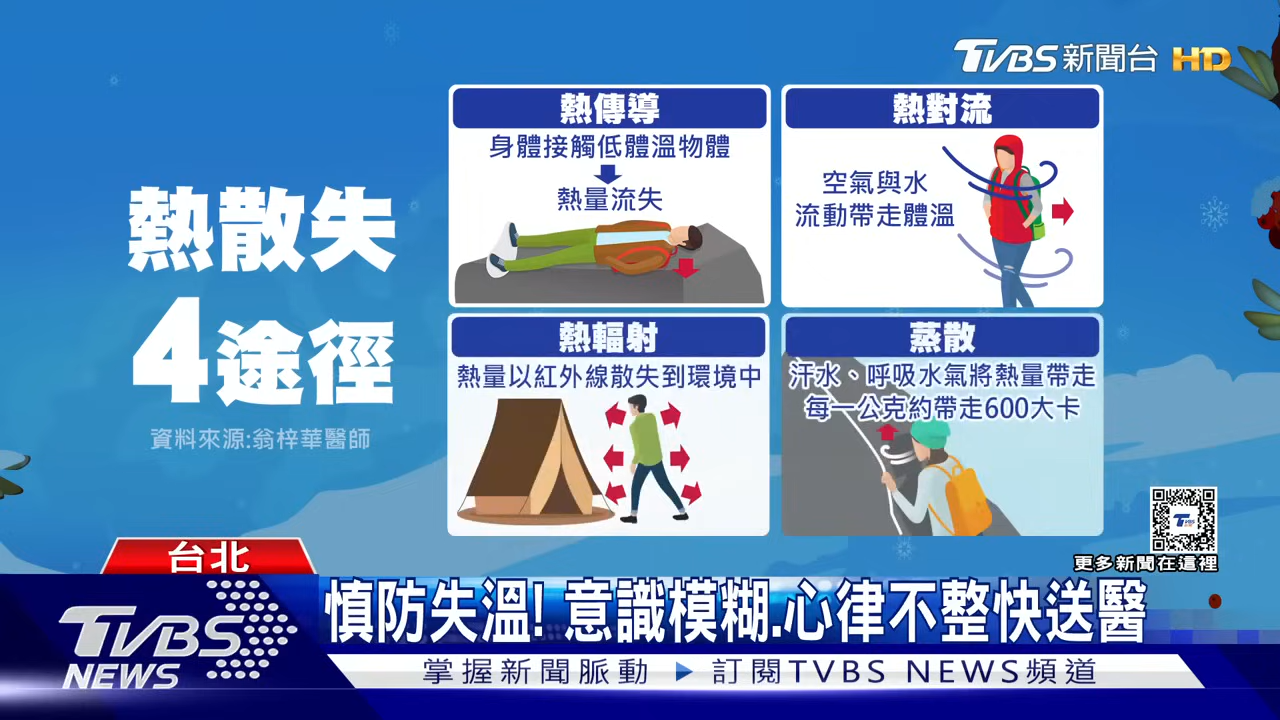 TVBS新聞台 HD
熱散失
4途徑
資料來源:翁梓華醫師
熱傳導
身體接觸低體溫物體
熱量流失
熱對流
空氣與水
流動帶走體溫
熱輻射
熱量以紅外線散失到環境中
蒸散
汗水、呼吸水氣將熱量帶走
每一公克約帶走600大卡
TVBS
更多新聞在這裡
台北
慎防失溫! 意識模糊.心律不整快送醫
TVBS
NEWS
掌握新聞脈動 ▶ 訂閱TVBS NEWS頻道